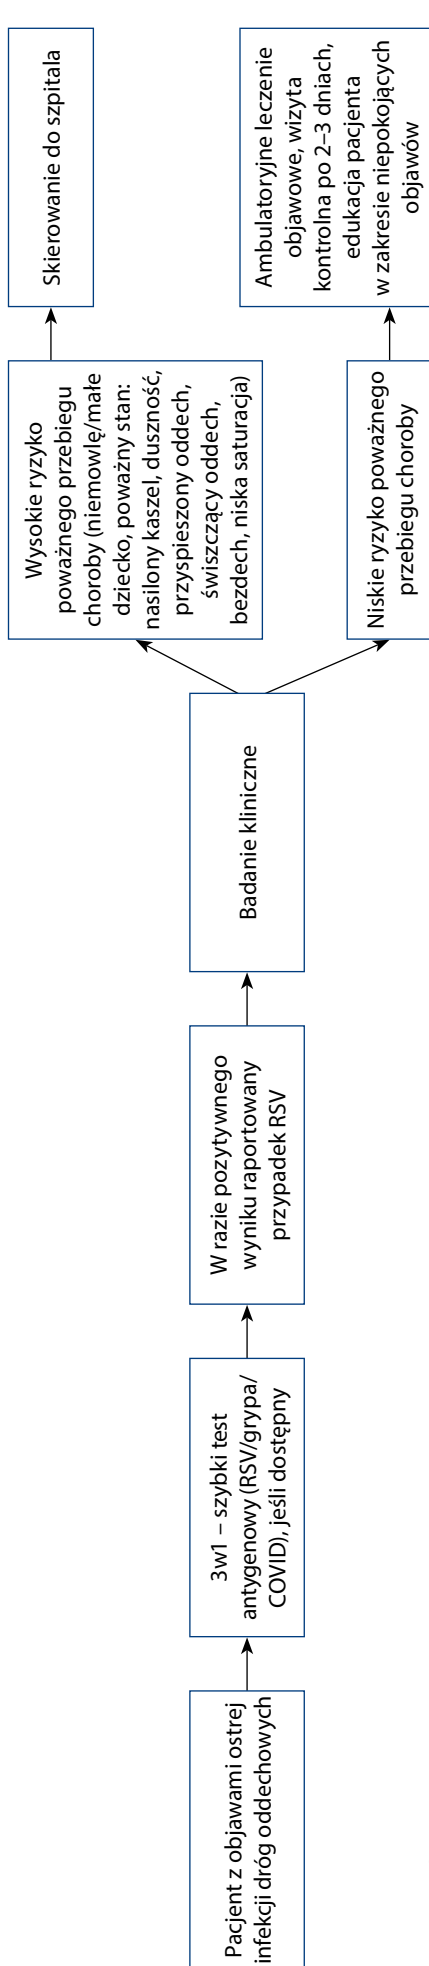 Pacjent z objawami ostrej
infekcji dróg oddechowych
3w1 – szybki test
antygenowy (RSV/grypa/
COVID), jeśli dostępny
W razie pozytywnego
wyniku raportowany
przypadek RSV
Badanie kliniczne
Wysokie ryzyko
poważnego przebiegu
choroby (niemowlę/małe
dziecko, poważny stan:
nasilony kaszel, duszność,
przyspieszony oddech,
świszczący oddech,
bezdech, niska saturacja)
Skierowanie do szpitala
Niskie ryzyko poważnego
przebiegu choroby
Ambulatoryjne leczenie
objawowe, wizyta
kontrolna po 2–3 dniach,
edukacja pacjenta
w zakresie niepokojących
objawów